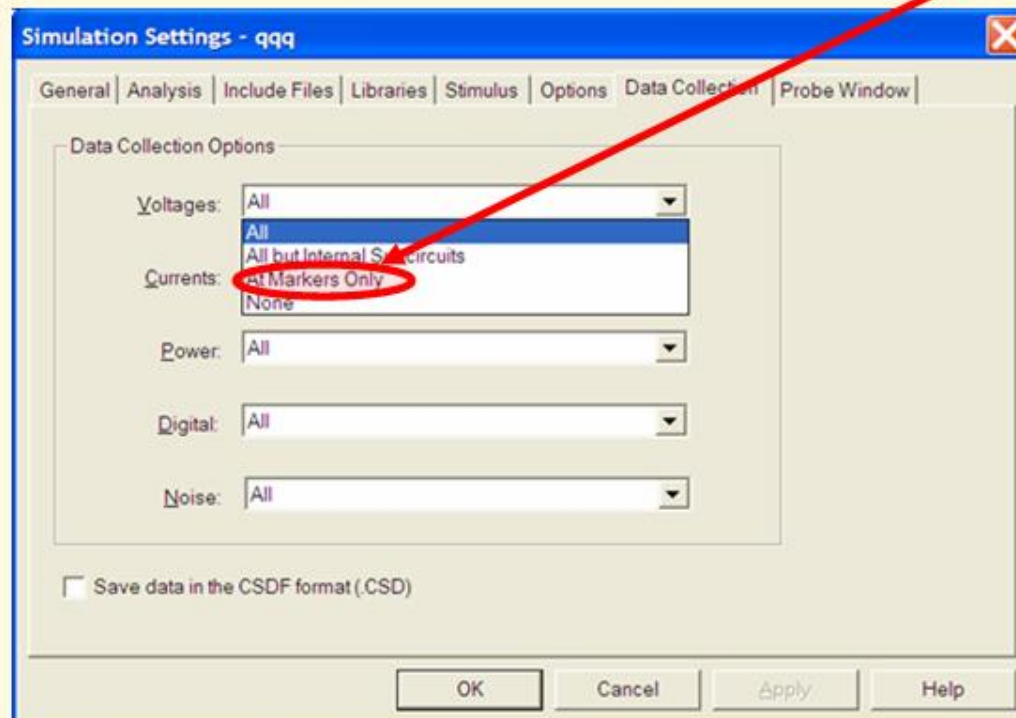 Simulation Settings - qqq
General Analysis Include Files Libraries Stimulus Options Data Collection Probe Window
Data Collection Options
Voltages: All
All
All but Internal Subcircuits
Currents: At Markers Only
None
Power: All
Digital: All
Noise: All
Save data in the CSDF format (.CSD)
OK Cancel Apply Help